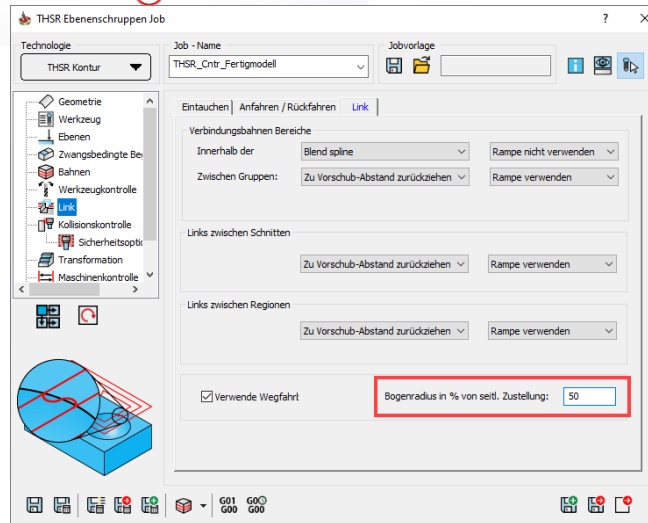 THSR Ebenenschruppen Job
?
Technologie
Job - Name
Jobvorlage
THSR Kontur
THSR_Cntr_Fertigmodell
Geometrie
Werkzeug
Ebenen
Zwangsbedingte Be
Bahnen
Werkzeugkontrolle
Link
Kollisionskontrolle
Sicherheitsoptic
Transformation
Maschinenkontrolle
Eintauchen
Anfahren / Rückfahren
Link
Verbindungsbahnen Bereiche
Innerhalb der
Blend spline
Rampe nicht verwenden
Zwischen Gruppen:
Zu Vorschub-Abstand zurückziehen
Rampe verwenden
Links zwischen Schnitten
Zu Vorschub-Abstand zurückziehen
Rampe verwenden
Links zwischen Regionen
Zu Vorschub-Abstand zurückziehen
Rampe verwenden
Verwende Wegfahrt
Bogenradius in % von seitl. Zustellung:
50
G01 G00
G00 G00